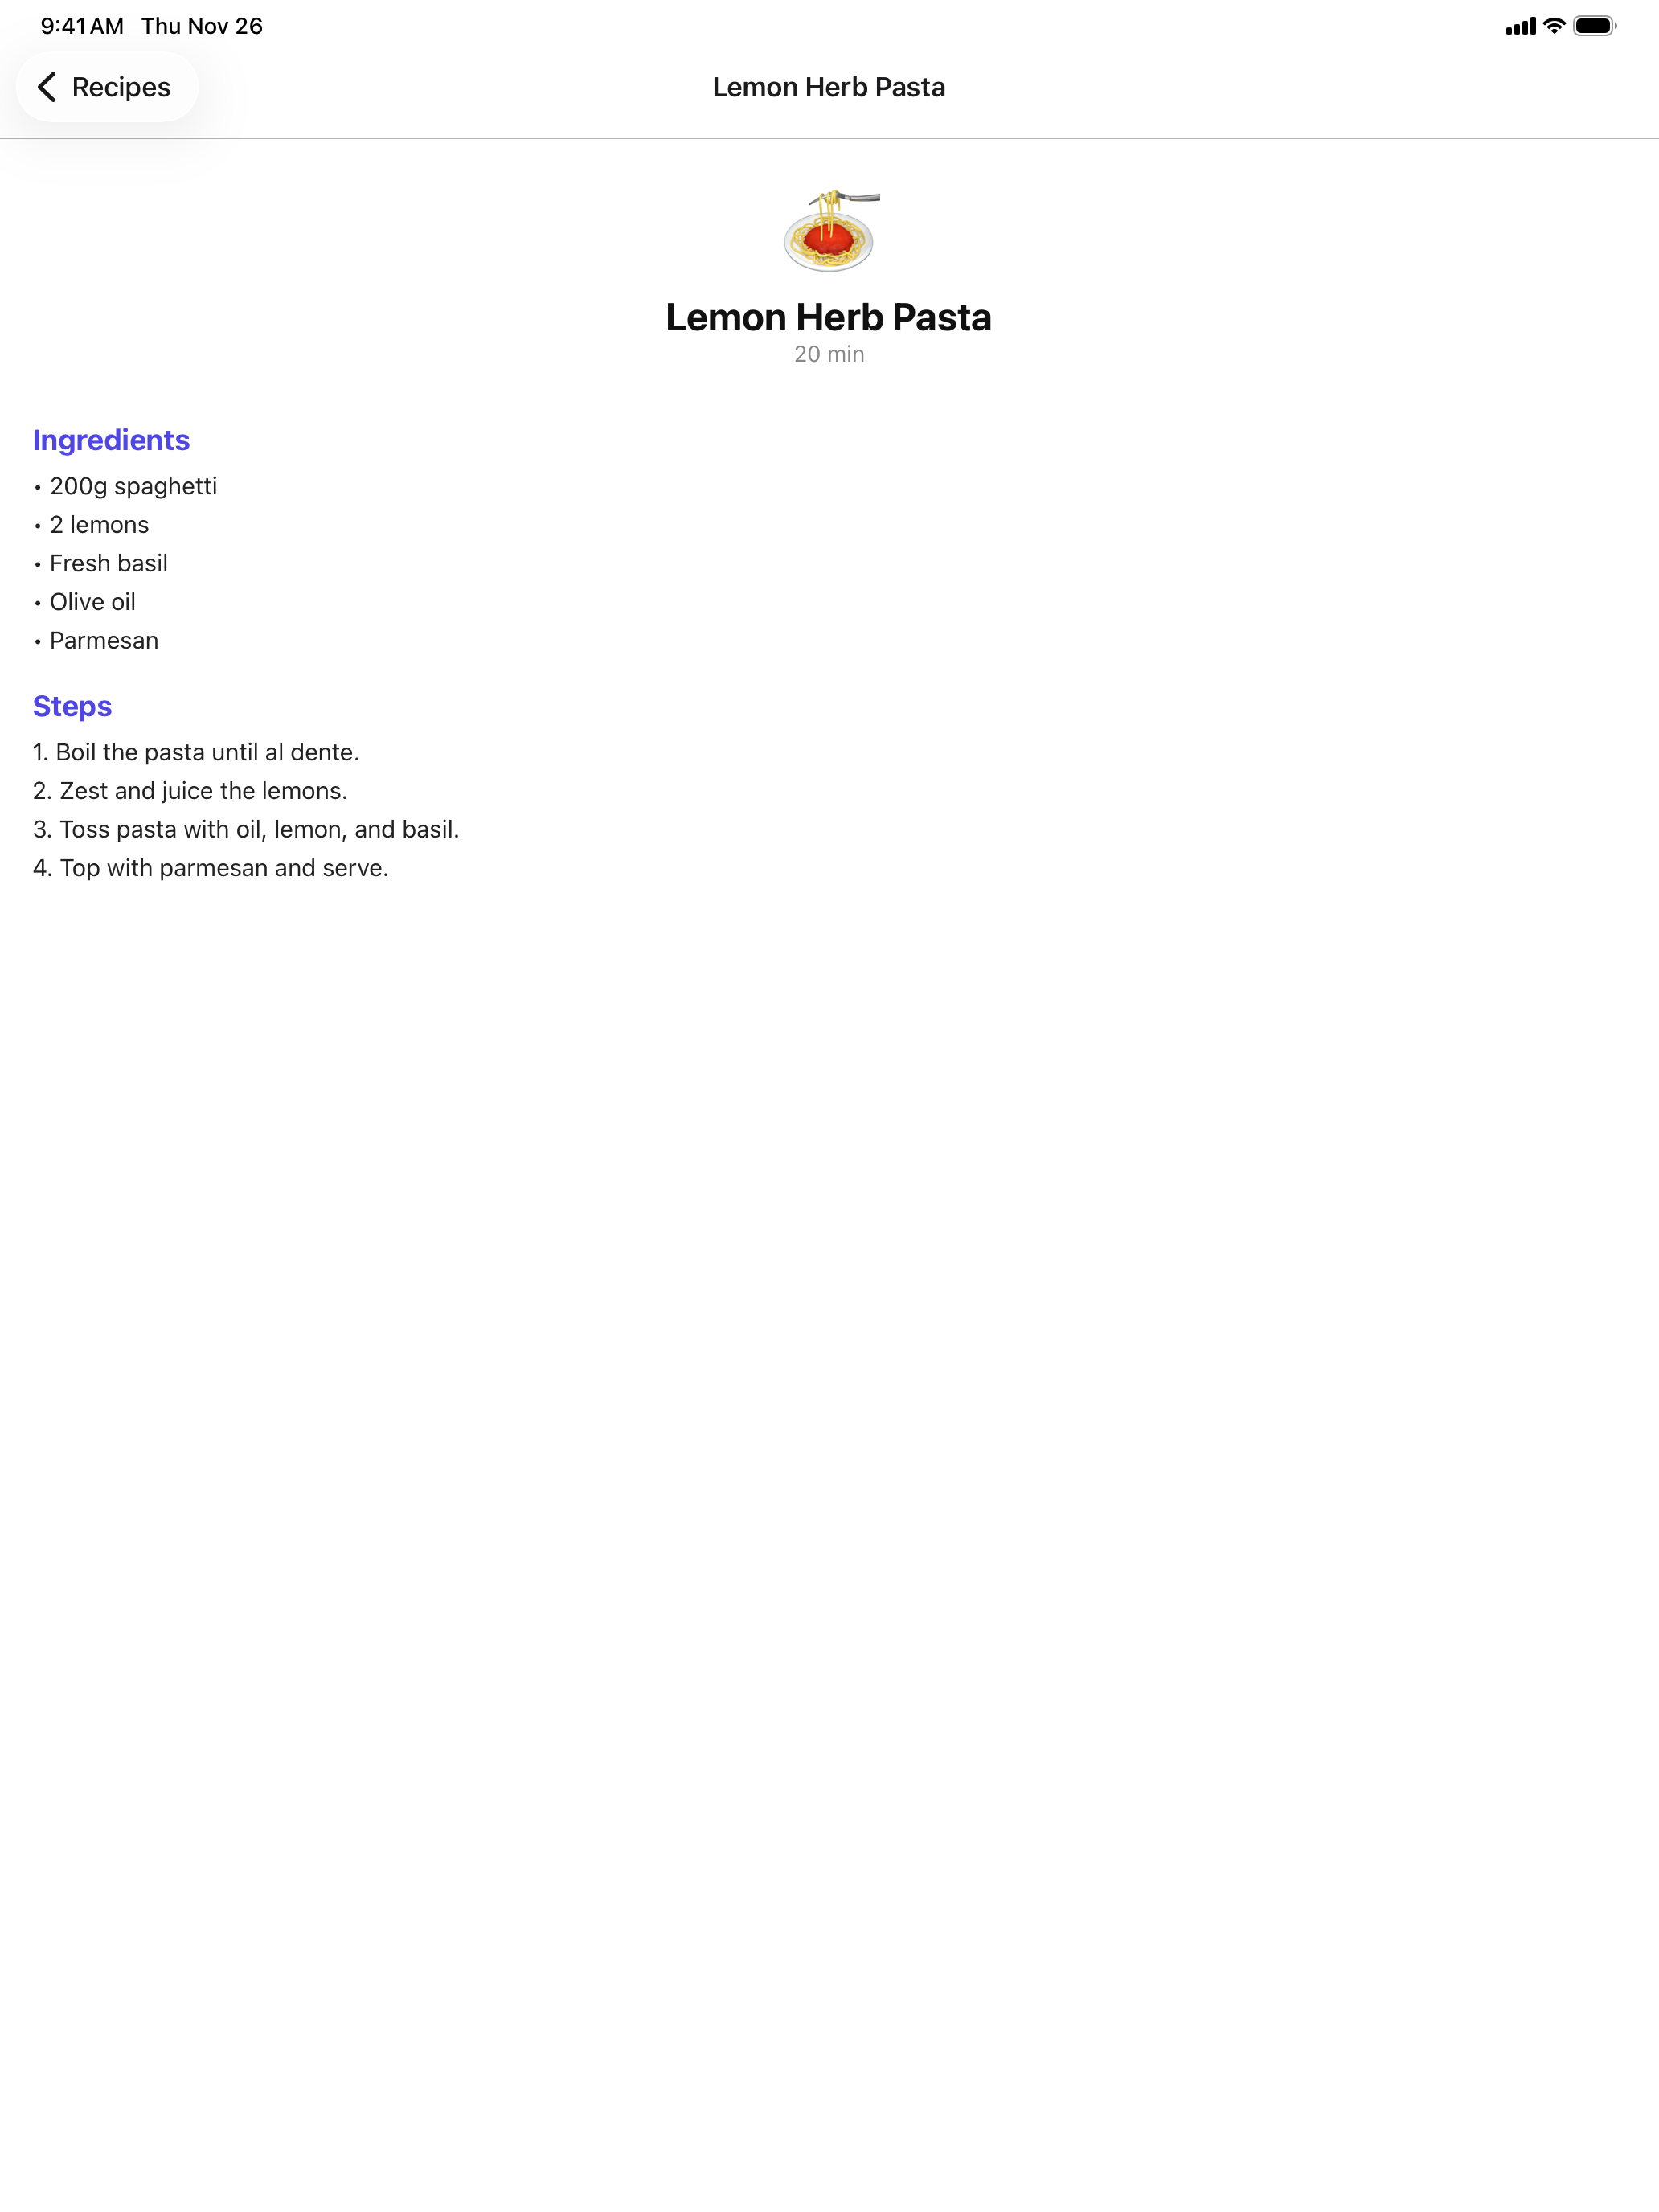 9:41 AM Thu Nov 26
Recipes
Lemon Herb Pasta
Lemon Herb Pasta
20 min
Ingredients
• 200g spaghetti
• 2 lemons
• Fresh basil
• Olive oil
• Parmesan
Steps
1. Boil the pasta until al dente.
2. Zest and juice the lemons.
3. Toss pasta with oil, lemon, and basil.
4. Top with parmesan and serve.